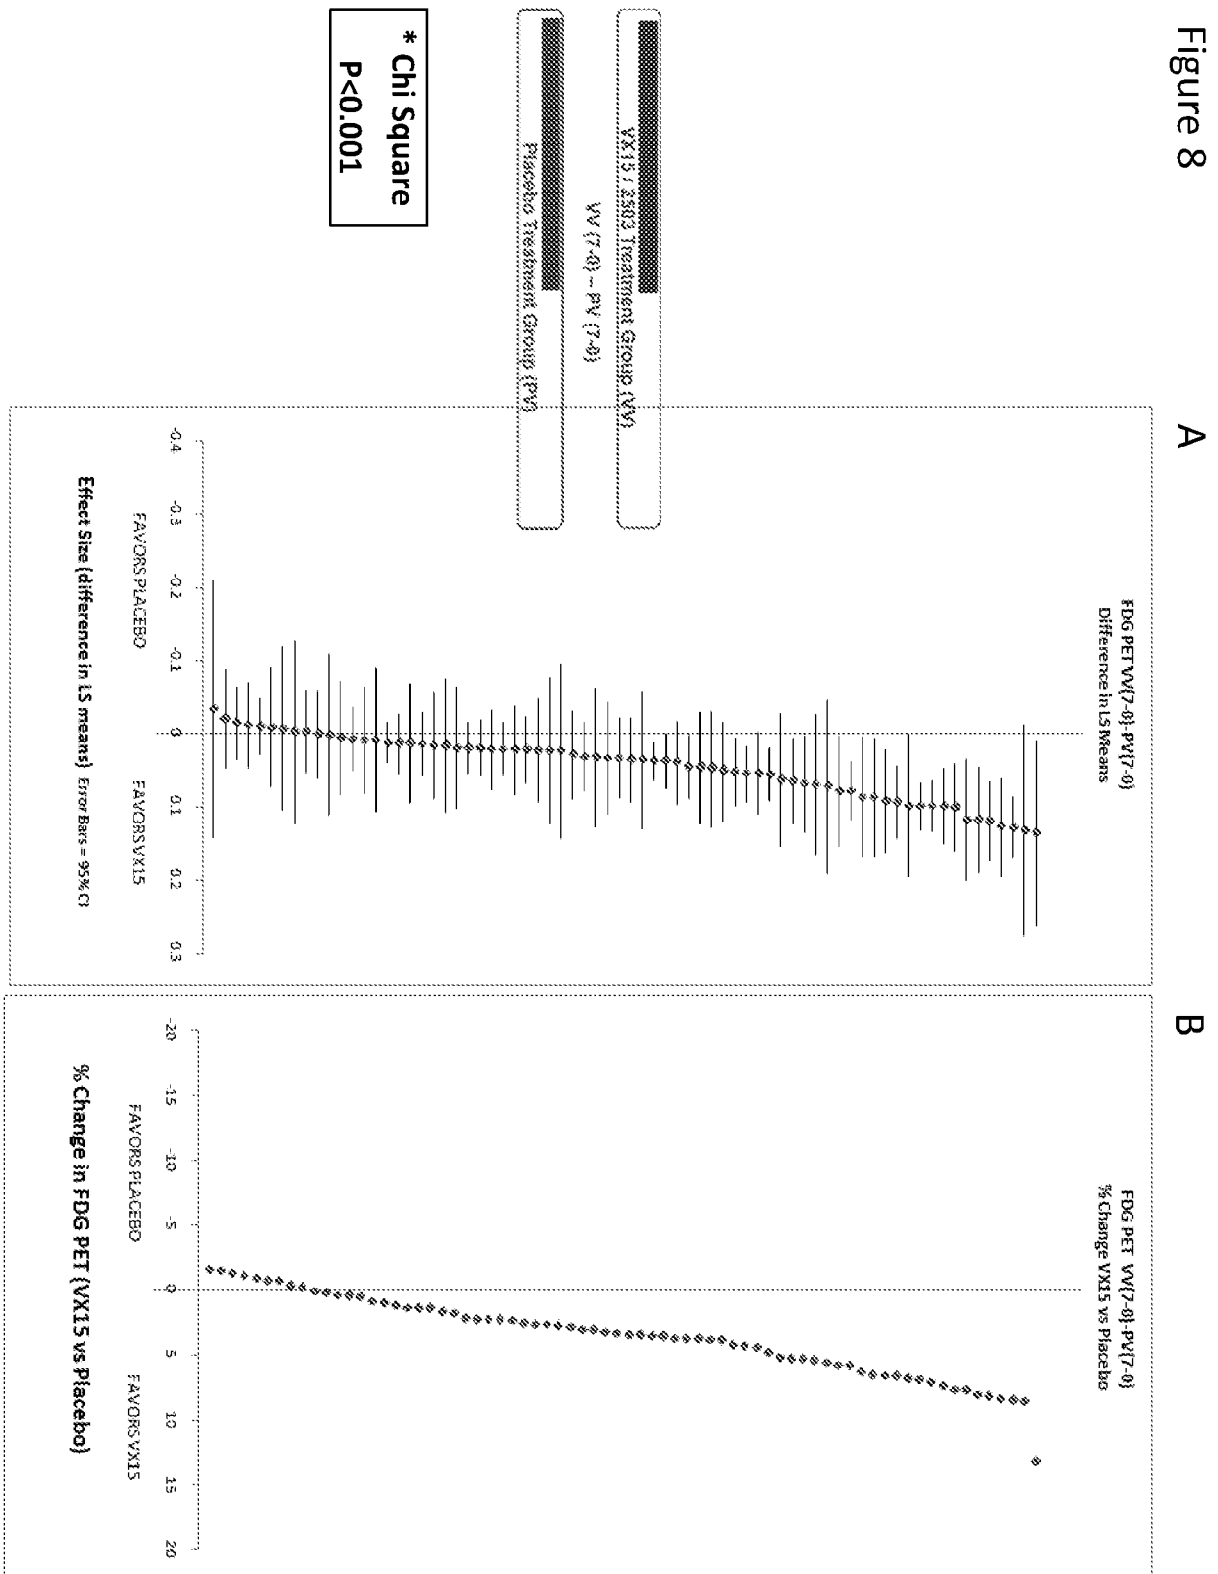 Figure 8
VX15 / 2503 Treatment Group (VV)
VV (7-0) – PV (7-0)
Placebo Treatment Group (PV)
* Chi Square
P<0.001
A
FDG PET VV(7-0)-PV(7-0)
Difference in LS Means
-0.4 -0.3 -0.2 -0.1 0 0.1 0.2 0.3
FAVORS PLACEBO FAVORS VX15
Effect Size (difference in LS means) Error Bars = 95% CI
B
FDG PET VV(7-0)-PV(7-0)
% Change VX15 vs Placebo
-20 -15 -10 -5 0 5 10 15 20
FAVORS PLACEBO FAVORS VX15
% Change in FDG PET (VX15 vs Placebo)